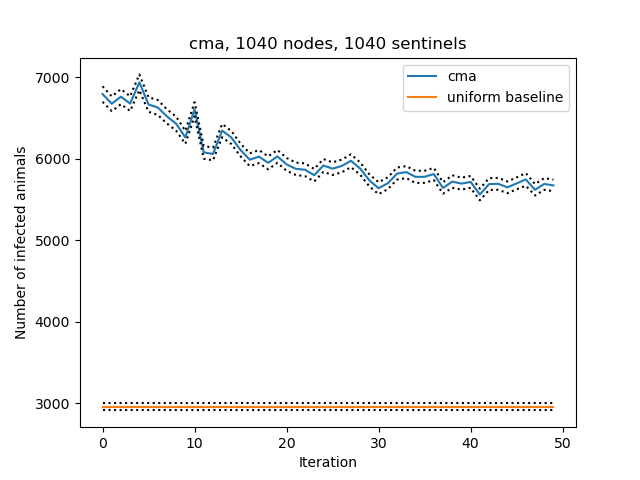 cma, 1040 nodes, 1040 sentinels
cma
uniform baseline
Number of infected animals
7000
6000
5000
4000
3000
0 10 20 30 40 50
Iteration